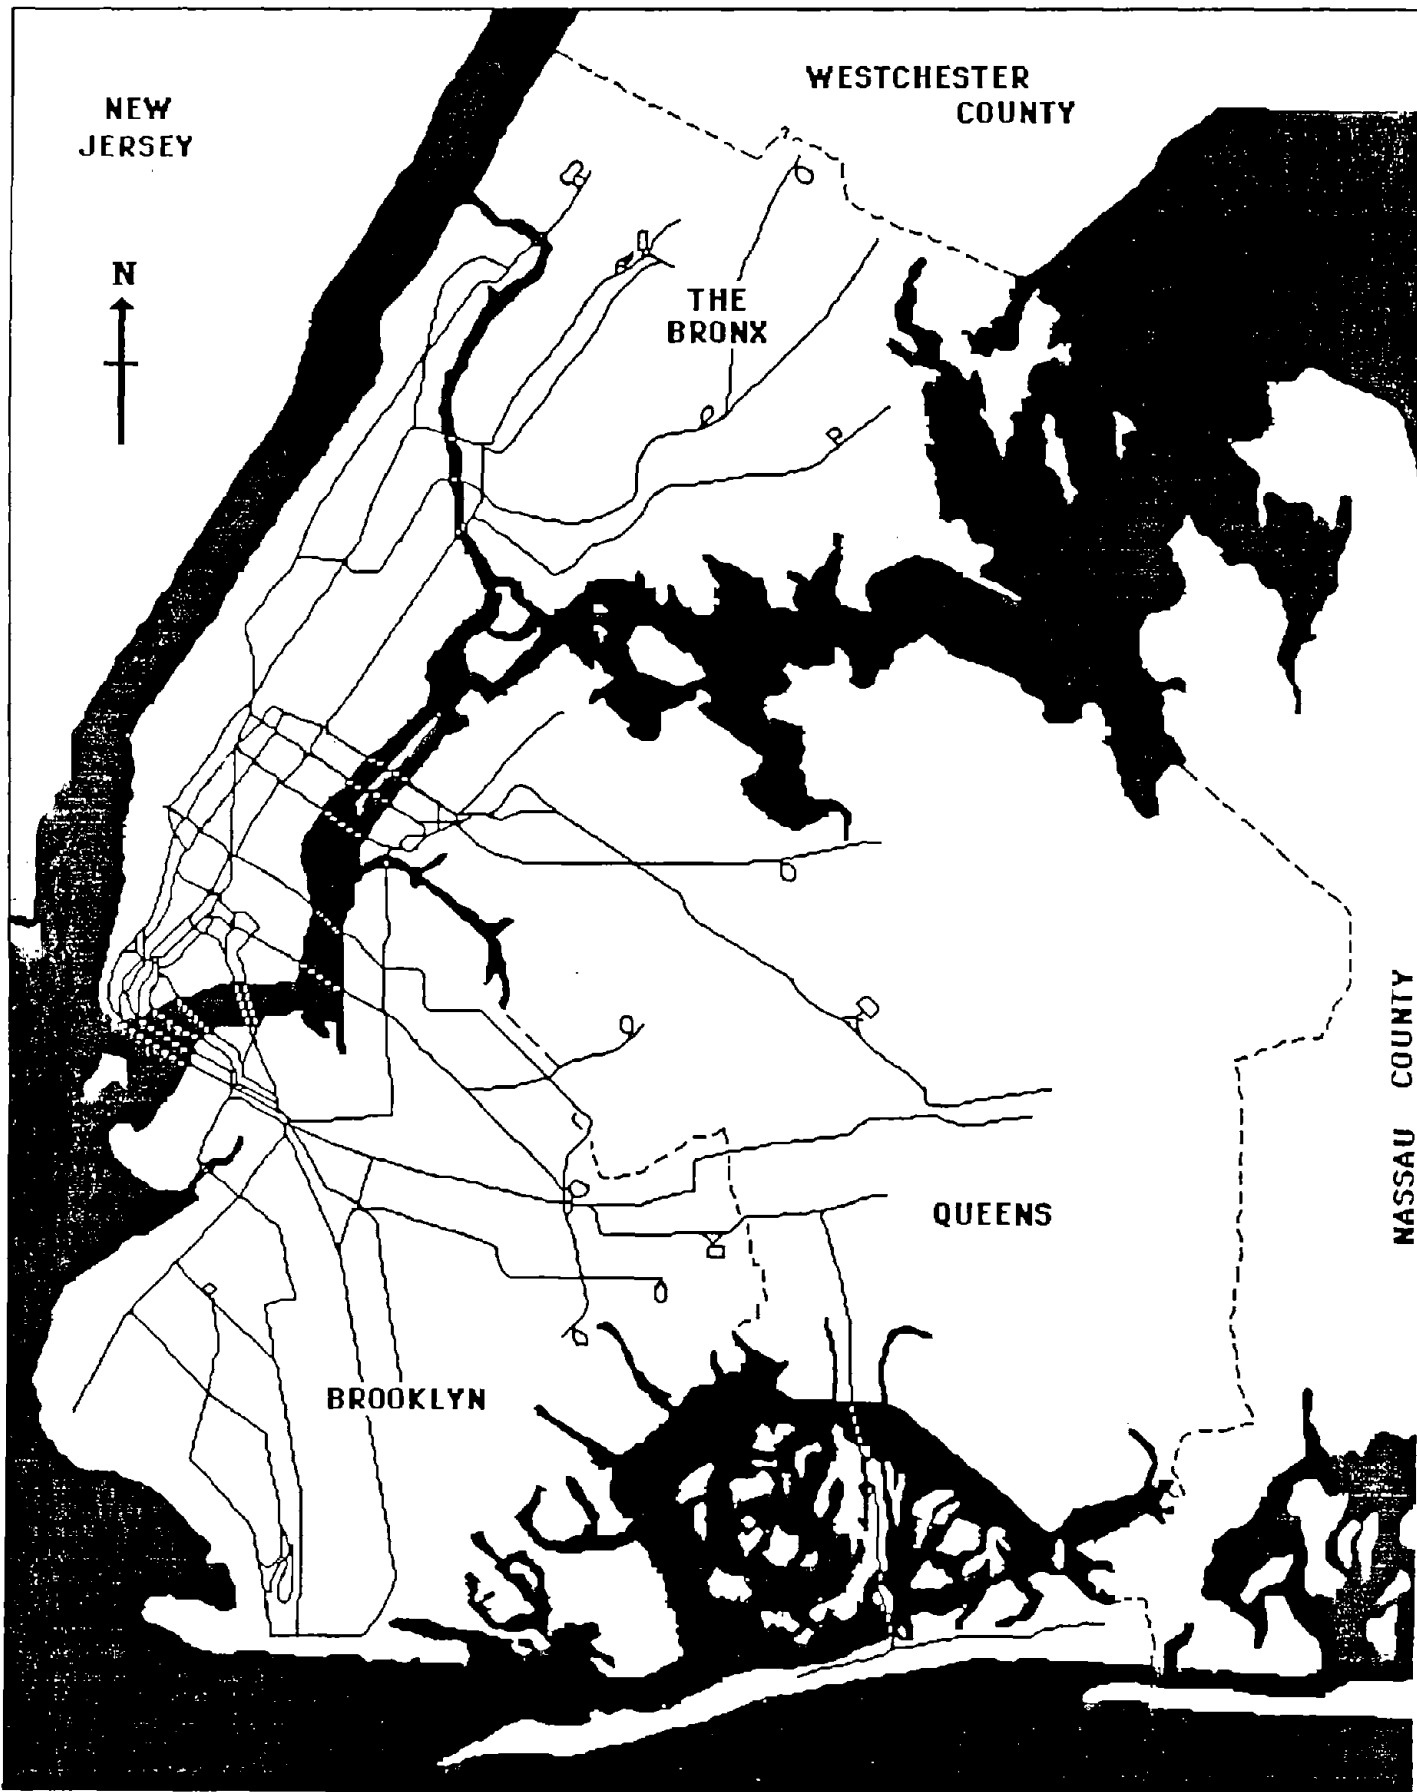 WESTCHESTER
COUNTY
NEW
JERSEY
N
THE
BRONX
NASSAU COUNTY
QUEENS
BROOKLYN